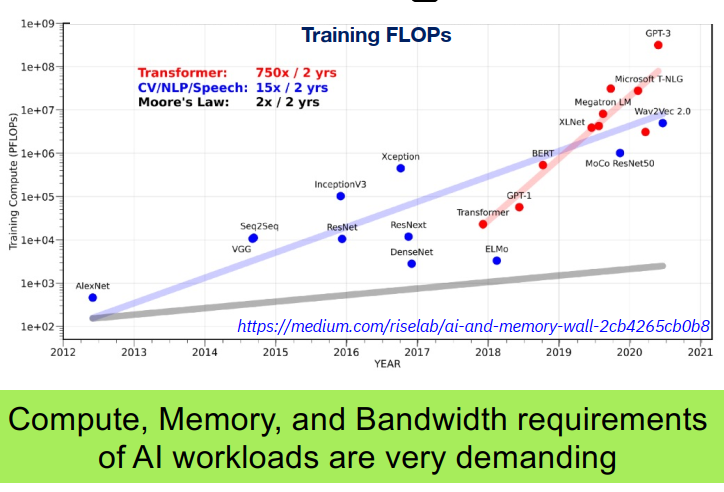 Training FLOPs
1e+09
1e+08
1e+07
1e+06
1e+05
1e+04
1e+03
1e+02
Training Compute (PFLOPs)
Transformer: 750x / 2 yrs
CV/NLP/Speech: 15x / 2 yrs
Moore's Law: 2x / 2 yrs
GPT-3
Microsoft T-NLG
Megatron LM
Wav2Vec 2.0
XLNet
BERT
MoCo ResNet50
Xception
InceptionV3
GPT-1
Transformer
Seq2Seq
VGG
ResNet
ResNext
DenseNet
ELMo
AlexNet
https://medium.com/riselab/ai-and-memory-wall-2cb4265cb0b8
2012 2013 2014 2015 2016 2017 2018 2019 2020 2021
YEAR
Compute, Memory, and Bandwidth requirements
of AI workloads are very demanding